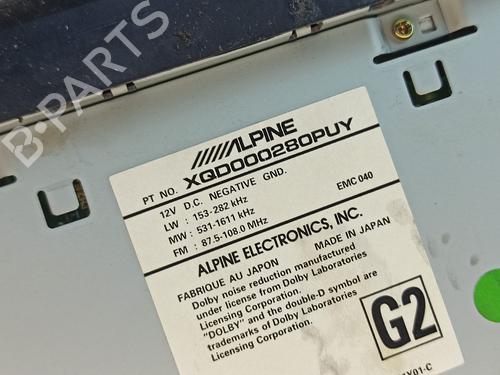 B-PARTS
ALPINE
PT NO. XQD000280PUY
12V D.C. NEGATIVE GND.
LW : 153-282 kHz
EMC 040
MW : 531-1611 kHz
FM : 87.5-108.0 MHz
ALPINE ELECTRONICS, INC.
FABRIQUE AU JAPON MADE IN JAPAN
Dolby noise reduction manufactured
under license from Dolby Laboratories
Licensing Corporation.
"DOLBY" and the double-D symbol are
trademarks of Dolby Laboratories
Licensing Corporation.
G2